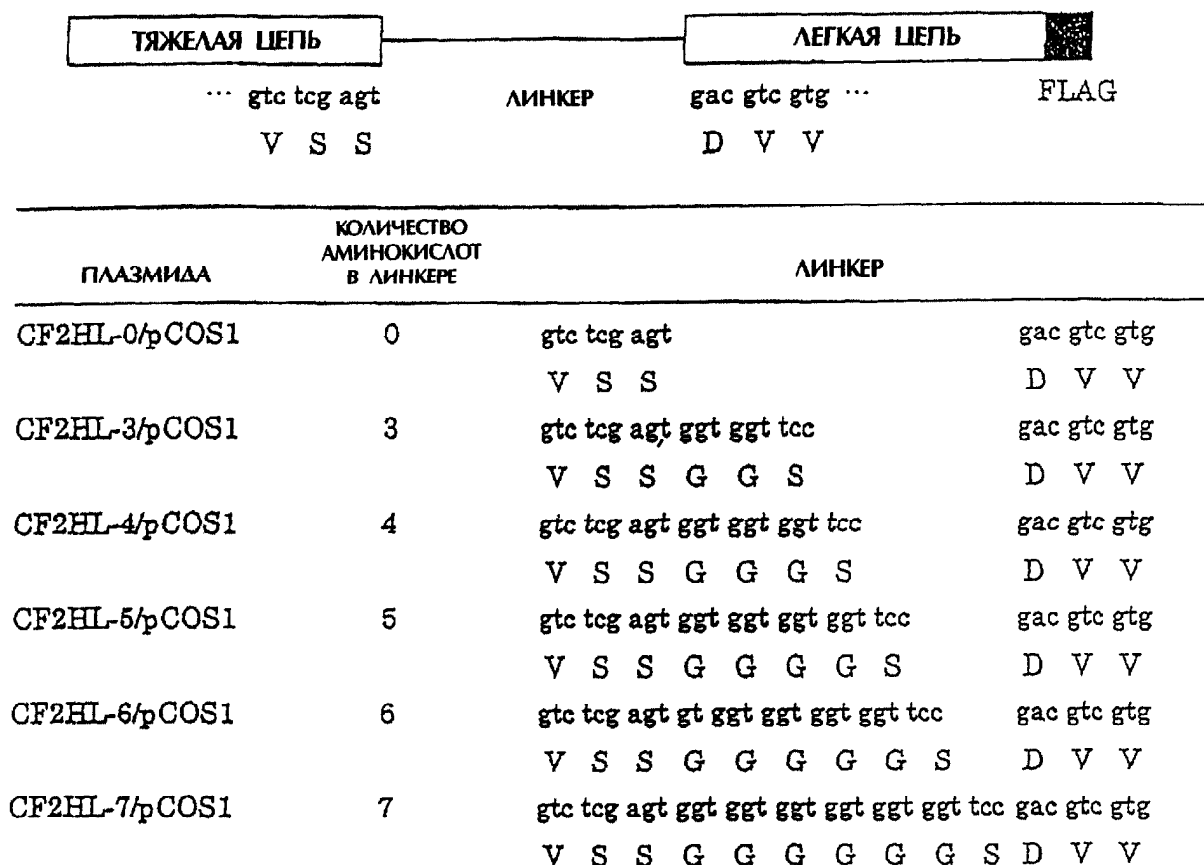 ТЯЖЕЛАЯ ЦЕПЬ ЛЕГКАЯ ЦЕПЬ
··· gtc tcg agt ЛИНКЕР gac gtc gtg ··· FLAG
V S S D V V
ПЛАЗМИДА КОЛИЧЕСТВО АМИНОКИСЛОТ В ЛИНКЕРЕ ЛИНКЕР
CF2HL-0/pCOS1 0 gtc tcg agt gac gtc gtg
V S S D V V
CF2HL-3/pCOS1 3 gtc tcg agt ggt ggt tcc gac gtc gtg
V S S G G S D V V
CF2HL-4/pCOS1 4 gtc tcg agt ggt ggt ggt tcc gac gtc gtg
V S S G G G S D V V
CF2HL-5/pCOS1 5 gtc tcg agt ggt ggt ggt ggt tcc gac gtc gtg
V S S G G G G S D V V
CF2HL-6/pCOS1 6 gtc tcg agt gt ggt ggt ggt ggt tcc gac gtc gtg
V S S G G G G G S D V V
CF2HL-7/pCOS1 7 gtc tcg agt ggt ggt ggt ggt ggt ggt tcc gac gtc gtg
V S S G G G G G G S D V V